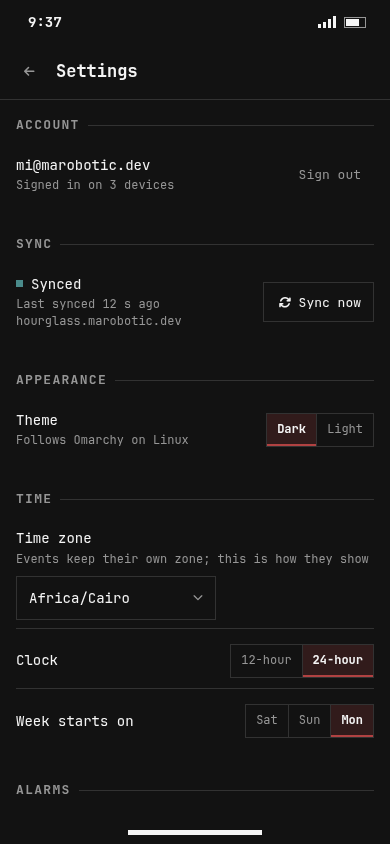 9:37
Settings
ACCOUNT
mi@marobotic.dev
Signed in on 3 devices
Sign out
SYNC
Synced
Last synced 12 s ago
hourglass.marobotic.dev
Sync now
APPEARANCE
Theme
Follows Omarchy on Linux
Dark
Light
TIME
Time zone
Events keep their own zone; this is how they show
Africa/Cairo
Clock
12-hour
24-hour
Week starts on
Sat
Sun
Mon
ALARMS